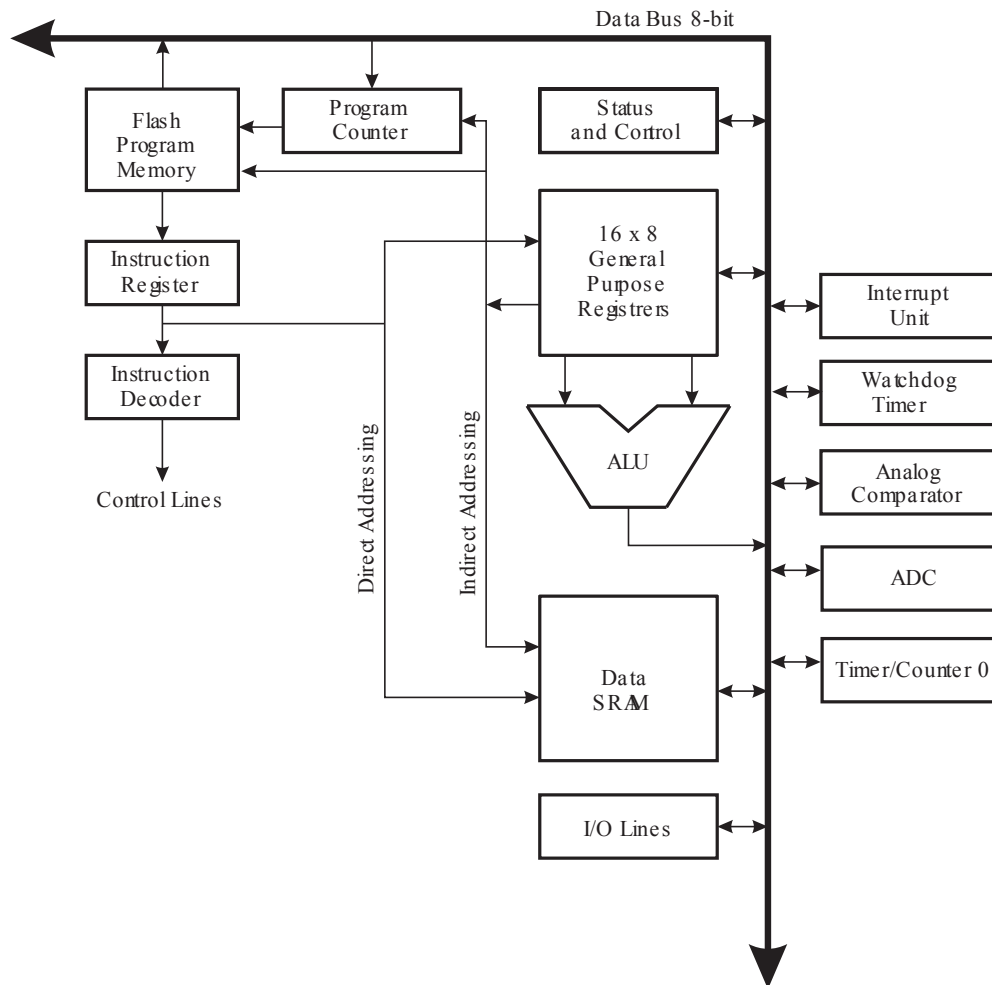 Data Bus 8-bit
Flash
Program
Memory
Program
Counter
Status
and Control
16 x 8
General
Purpose
Registrers
Instruction
Register
Instruction
Decoder
Control Lines
Direct Addressing
Indirect Addressing
ALU
Interrupt
Unit
Watchdog
Timer
Analog
Comparator
ADC
Timer/Counter 0
Data
SRAM
I/O Lines